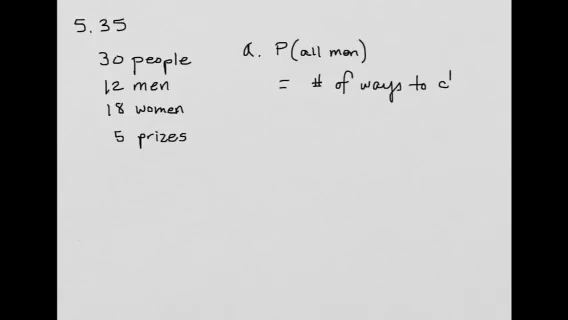 5.35
30 people
12 men
18 women
5 prizes
a. P(all men)
= # of ways to